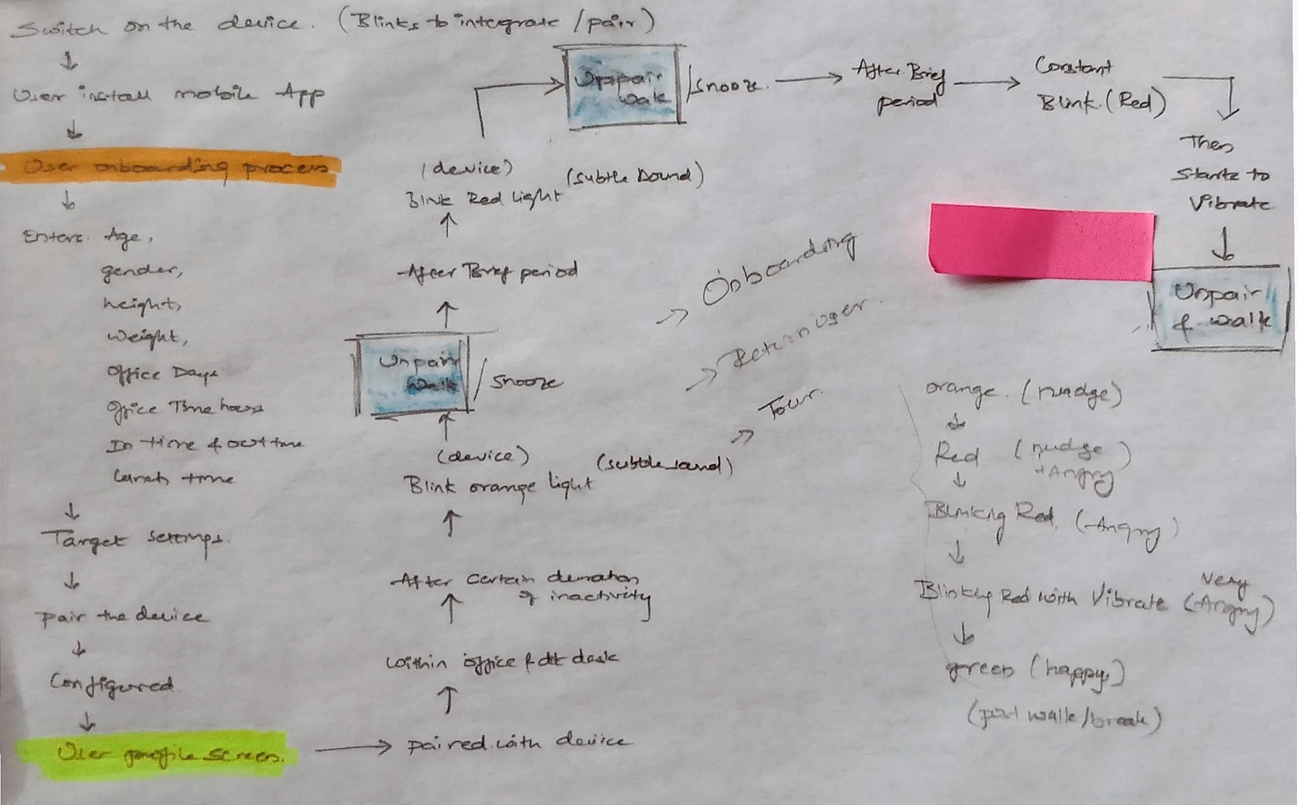 Switch on the device. (Blinks to integrate / pair)
User install mobile App
User onboarding process
Enters. Age,
gender,
height,
weight,
Office Days
Office Time hours
In time & out time
Lunch time
Target settings.
Pair the device
Configured
User profile screen.
paired with device
within office & at desk
After certain duration
of inactivity
Blink orange light
(device)
(subtle sound)
Unpair
walk
/ Snooze
After Brief period
Blink Red light
(device)
(subtle sound)
Unpair
walk
/ Snooze.
After Brief
period
Constant
Blink. (Red)
Then
Starts to
Vibrate
Unpair
& walk
Onboarding
Tour
orange. (nudge)
Red (nudge
+Angry)
Blinking Red. (Angry)
Blinking Red with Vibrate (very
Angry)
green (happy)
(post walk/break)